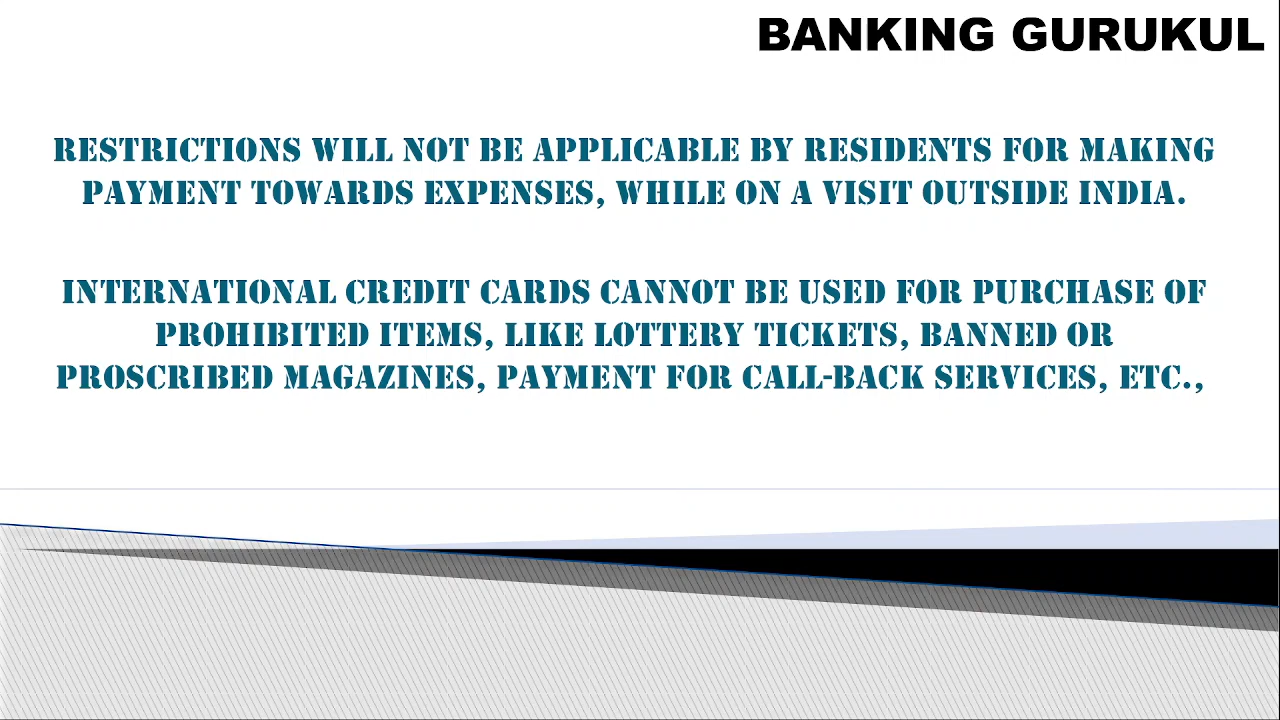 BANKING GURUKUL
RESTRICTIONS WILL NOT BE APPLICABLE BY RESIDENTS FOR MAKING
PAYMENT TOWARDS EXPENSES, WHILE ON A VISIT OUTSIDE INDIA.
INTERNATIONAL CREDIT CARDS CANNOT BE USED FOR PURCHASE OF
PROHIBITED ITEMS, LIKE LOTTERY TICKETS, BANNED OR
PROSCRIBED MAGAZINES, PAYMENT FOR CALL-BACK SERVICES, ETC.,